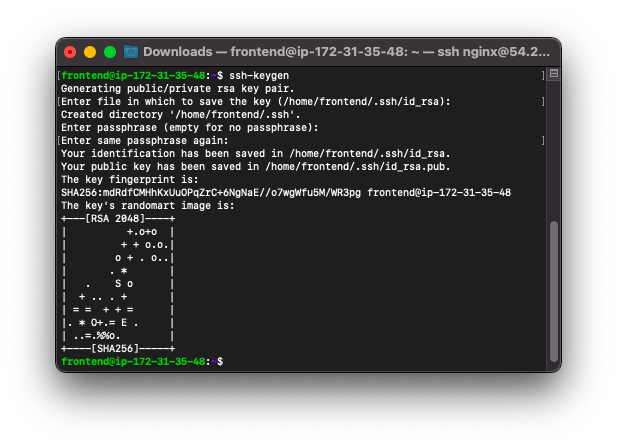 Downloads — frontend@ip-172-31-35-48: ~ — ssh nginx@54.2...
[frontend@ip-172-31-35-48:~$ ssh-keygen ]
Generating public/private rsa key pair.
[Enter file in which to save the key (/home/frontend/.ssh/id_rsa): ]
Created directory '/home/frontend/.ssh'.
Enter passphrase (empty for no passphrase):
[Enter same passphrase again: ]
Your identification has been saved in /home/frontend/.ssh/id_rsa.
Your public key has been saved in /home/frontend/.ssh/id_rsa.pub.
The key fingerprint is:
SHA256:mdRdfCMHhKxUuOPqZrC+6NgNaE//o7wgWfu5M/WR3pg frontend@ip-172-31-35-48
The key's randomart image is:
+---[RSA 2048]----+
|          +.o+o  |
|         + + o.o.|
|        o + . o..|
|       . *       |
|   .    S o      |
|  + .. . +       |
| = =  + + =      |
|. * O+.= E .     |
| ..=.%%o.        |
+----[SHA256]-----+
frontend@ip-172-31-35-48:~$